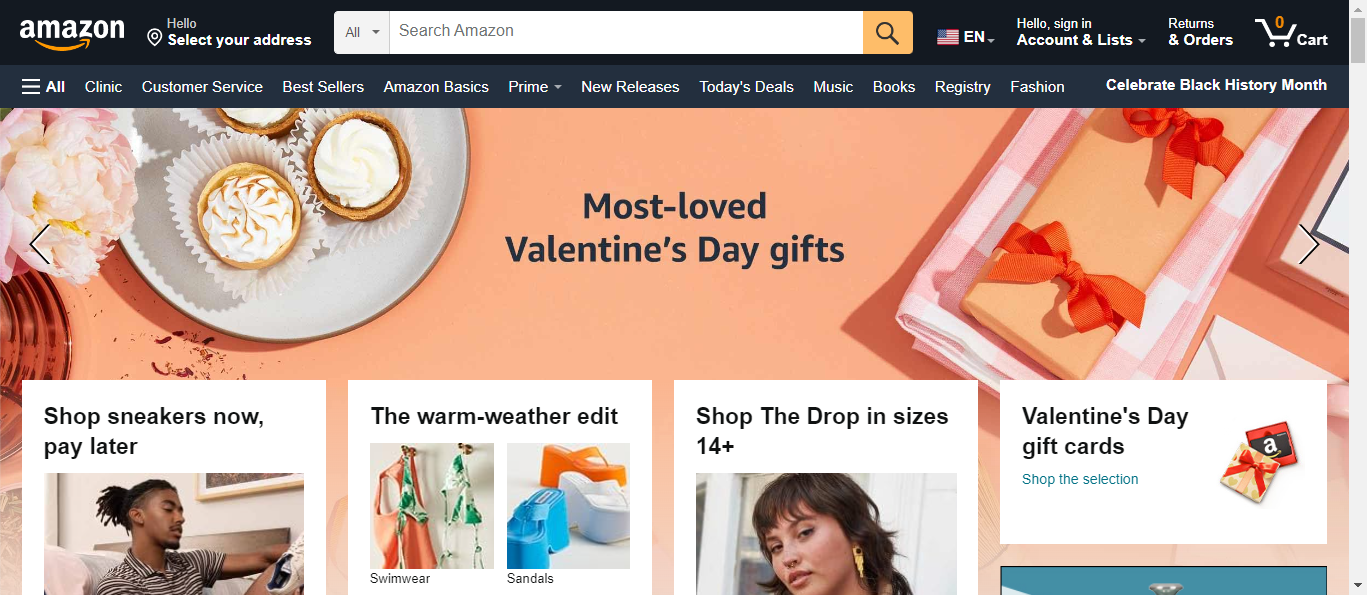 amazon
Hello
Select your address
All
Search Amazon
EN
Hello, sign in
Account & Lists
Returns
& Orders
0
Cart
All
Clinic
Customer Service
Best Sellers
Amazon Basics
Prime
New Releases
Today's Deals
Music
Books
Registry
Fashion
Celebrate Black History Month
Most-loved
Valentine's Day gifts
Shop sneakers now,
pay later
The warm-weather edit
Swimwear
Sandals
Shop The Drop in sizes
14+
Valentine's Day
gift cards
Shop the selection
a